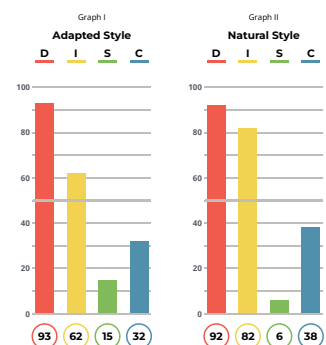 Graph I
Adapted Style
D I S C
100
80
60
40
20
0
93 62 15 32
Graph II
Natural Style
D I S C
100
80
60
40
20
0
92 82 6 38